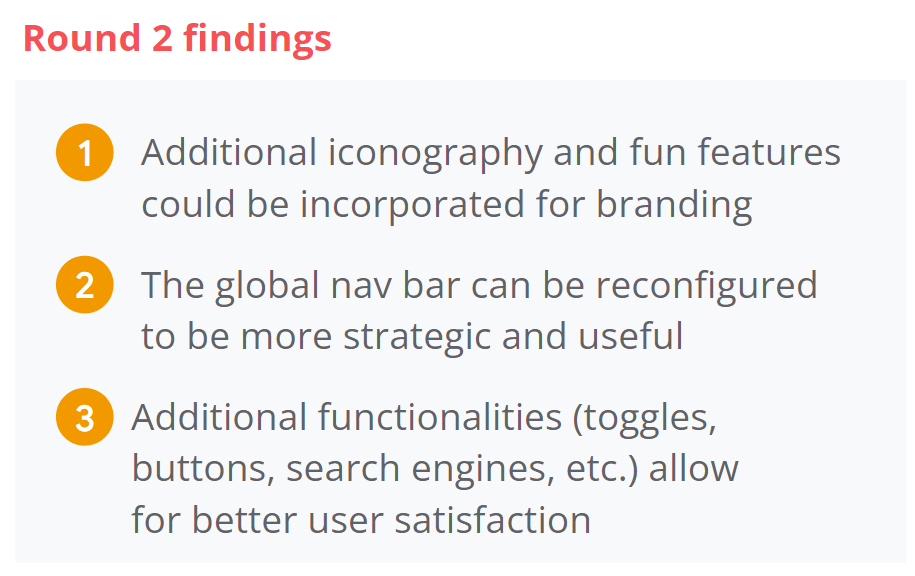 Round 2 findings
1 Additional iconography and fun features
could be incorporated for branding
2 The global nav bar can be reconfigured
to be more strategic and useful
3 Additional functionalities (toggles,
buttons, search engines, etc.) allow
for better user satisfaction